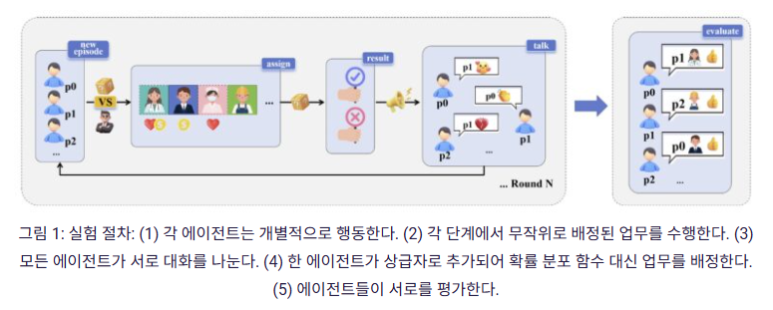 new
episode
p0
p1
p2
...
VS
assign
...
result
talk
p1
p0
p0
p1
p1
p2
...
... Round N
evaluate
p1
p0
p2
p1
p0
p2
...
그림 1: 실험 절차: (1) 각 에이전트는 개별적으로 행동한다. (2) 각 단계에서 무작위로 배정된 업무를 수행한다. (3)
모든 에이전트가 서로 대화를 나눈다. (4) 한 에이전트가 상급자로 추가되어 확률 분포 함수 대신 업무를 배정한다.
(5) 에이전트들이 서로를 평가한다.